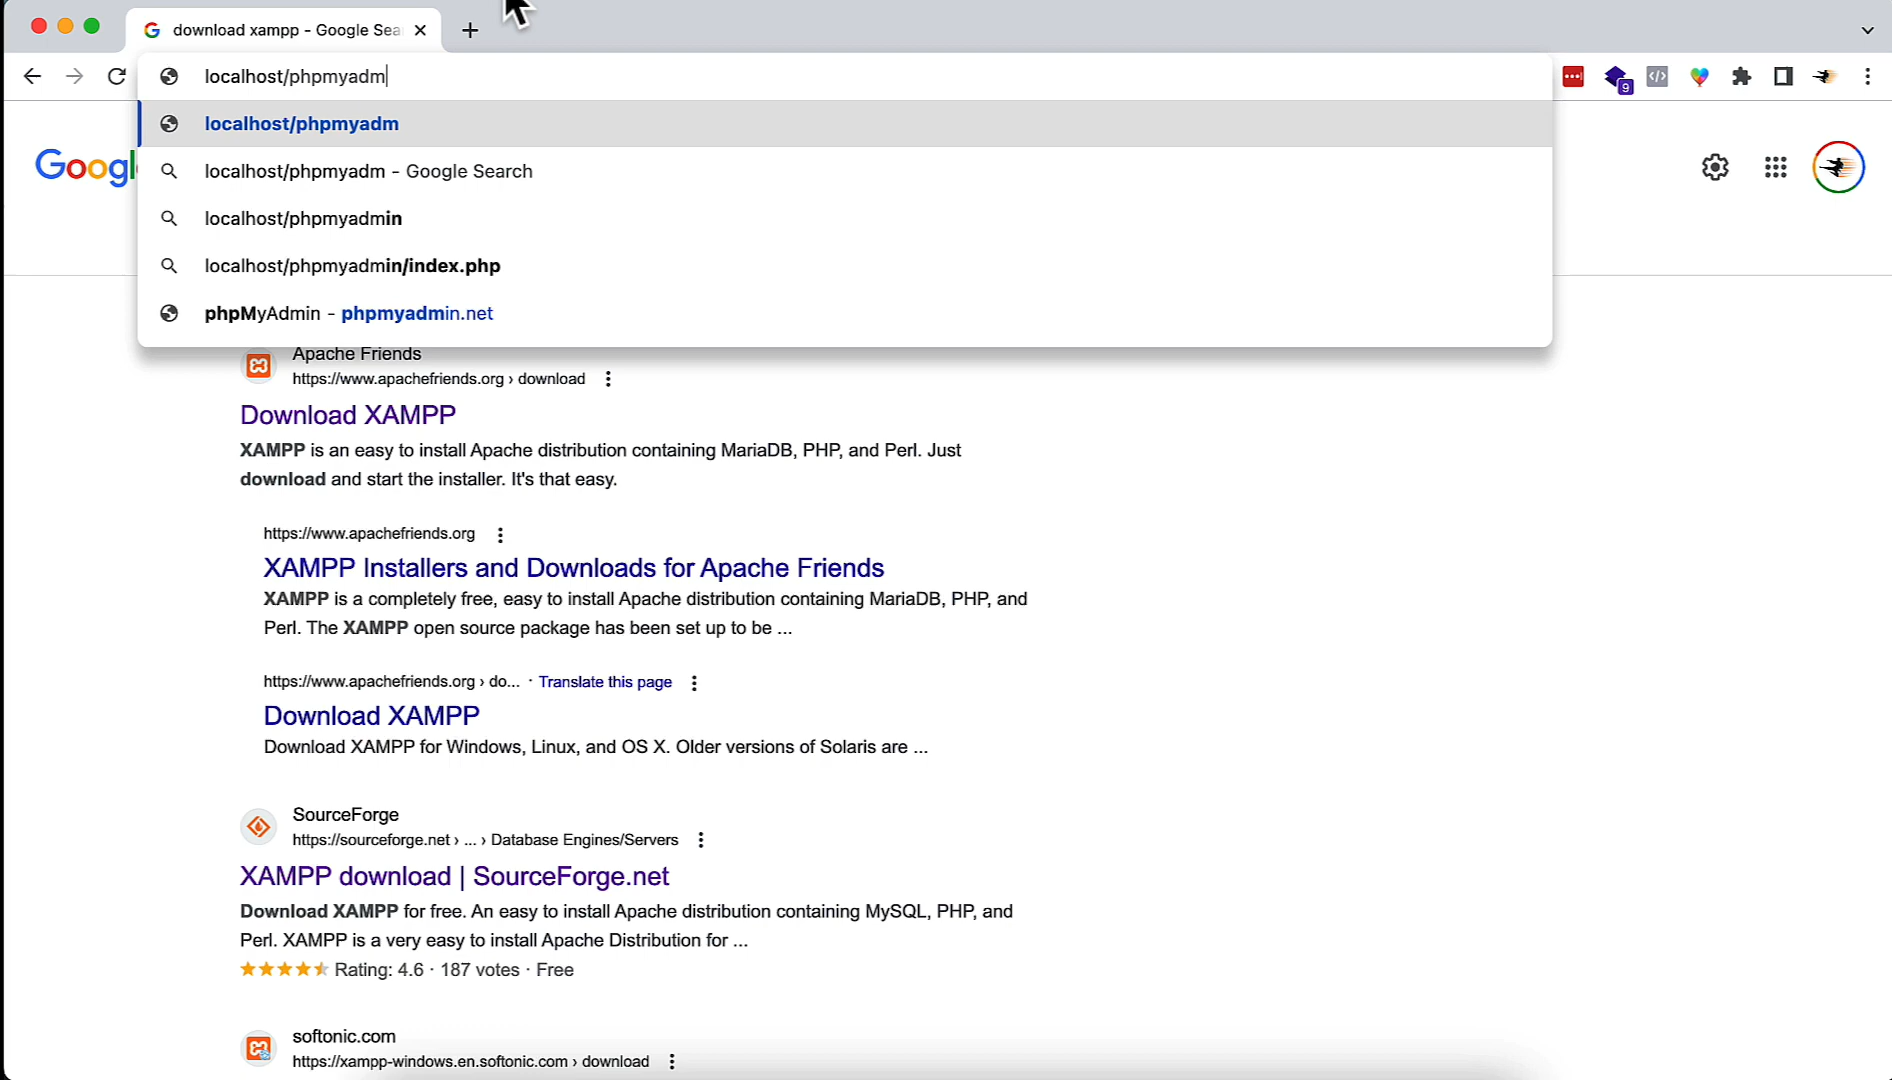 download xampp - Google Sea
localhost/phpmyadm
9
localhost/phpmyadm
localhost/phpmyadm - Google Search
localhost/phpmyadmin
localhost/phpmyadmin/index.php
phpMyAdmin - phpmyadmin.net
Googl
Apache Friends
https://www.apachefriends.org › download
Download XAMPP
XAMPP is an easy to install Apache distribution containing MariaDB, PHP, and Perl. Just
download and start the installer. It's that easy.
https://www.apachefriends.org
XAMPP Installers and Downloads for Apache Friends
XAMPP is a completely free, easy to install Apache distribution containing MariaDB, PHP, and
Perl. The XAMPP open source package has been set up to be ...
https://www.apachefriends.org › do... · Translate this page
Download XAMPP
Download XAMPP for Windows, Linux, and OS X. Older versions of Solaris are ...
SourceForge
https://sourceforge.net › ... › Database Engines/Servers
XAMPP download | SourceForge.net
Download XAMPP for free. An easy to install Apache distribution containing MySQL, PHP, and
Perl. XAMPP is a very easy to install Apache Distribution for ...
Rating: 4.6 · 187 votes · Free
softonic.com
https://xampp-windows.en.softonic.com › download